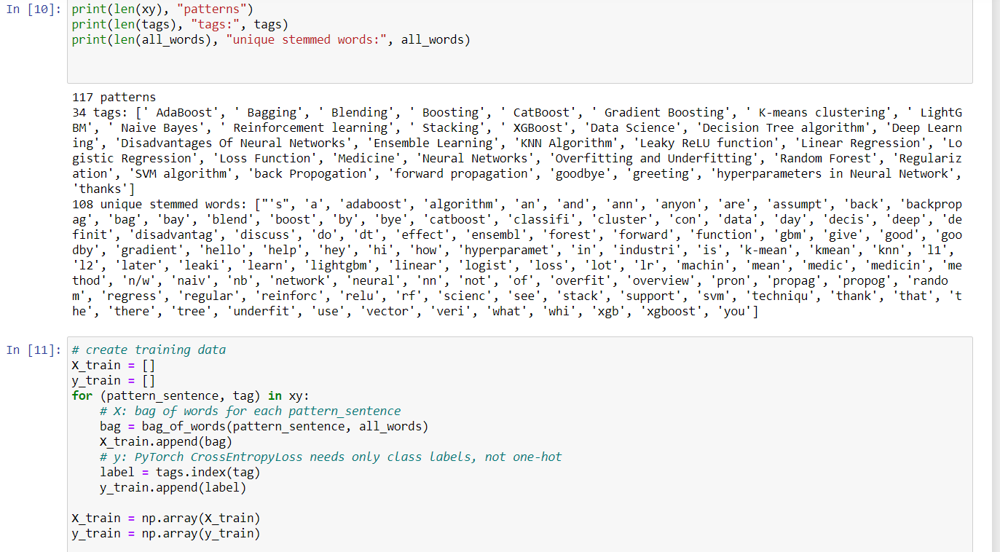 In [10]: print(len(xy), "patterns")
print(len(tags), "tags:", tags)
print(len(all_words), "unique stemmed words:", all_words)
117 patterns
34 tags: [' AdaBoost', ' Bagging', ' Blending', ' Boosting', ' CatBoost', ' Gradient Boosting', ' K-means clustering', ' LightG
BM', ' Naive Bayes', ' Reinforcement learning', ' Stacking', ' XGBoost', 'Data Science', 'Decision Tree algorithm', 'Deep Learn
ing', 'Disadvantages Of Neural Networks', 'Ensemble Learning', 'KNN Algorithm', 'Leaky ReLU function', 'Linear Regression', 'Lo
gistic Regression', 'Loss Function', 'Medicine', 'Neural Networks', 'Overfitting and Underfitting', 'Random Forest', 'Regulariz
ation', 'SVM algorithm', 'back Propogation', 'forward propagation', 'goodbye', 'greeting', 'hyperparameters in Neural Network',
'thanks']
108 unique stemmed words: ["'s", 'a', 'adaboost', 'algorithm', 'an', 'and', 'ann', 'anyon', 'are', 'assumpt', 'back', 'backprop
ag', 'bag', 'bay', 'blend', 'boost', 'by', 'bye', 'catboost', 'classifi', 'cluster', 'con', 'data', 'day', 'decis', 'deep', 'de
finit', 'disadvantag', 'discuss', 'do', 'dt', 'effect', 'ensembl', 'forest', 'forward', 'function', 'gbm', 'give', 'good', 'goo
dby', 'gradient', 'hello', 'help', 'hey', 'hi', 'how', 'hyperparamet', 'in', 'industri', 'is', 'k-mean', 'kmean', 'knn', 'l1',
'l2', 'later', 'leaki', 'learn', 'lightgbm', 'linear', 'logist', 'loss', 'lot', 'lr', 'machin', 'mean', 'medic', 'medicin', 'me
thod', 'n/w', 'naiv', 'nb', 'network', 'neural', 'nn', 'not', 'of', 'overfit', 'overview', 'pron', 'propag', 'propog', 'rando
m', 'regress', 'regular', 'reinforc', 'relu', 'rf', 'scienc', 'see', 'stack', 'support', 'svm', 'techniqu', 'thank', 'that', 't
he', 'there', 'tree', 'underfit', 'use', 'vector', 'veri', 'what', 'whi', 'xgb', 'xgboost', 'you']
In [11]: # create training data
X_train = []
y_train = []
for (pattern_sentence, tag) in xy:
    # X: bag of words for each pattern_sentence
    bag = bag_of_words(pattern_sentence, all_words)
    X_train.append(bag)
    # y: PyTorch CrossEntropyLoss needs only class labels, not one-hot
    label = tags.index(tag)
    y_train.append(label)
X_train = np.array(X_train)
y_train = np.array(y_train)